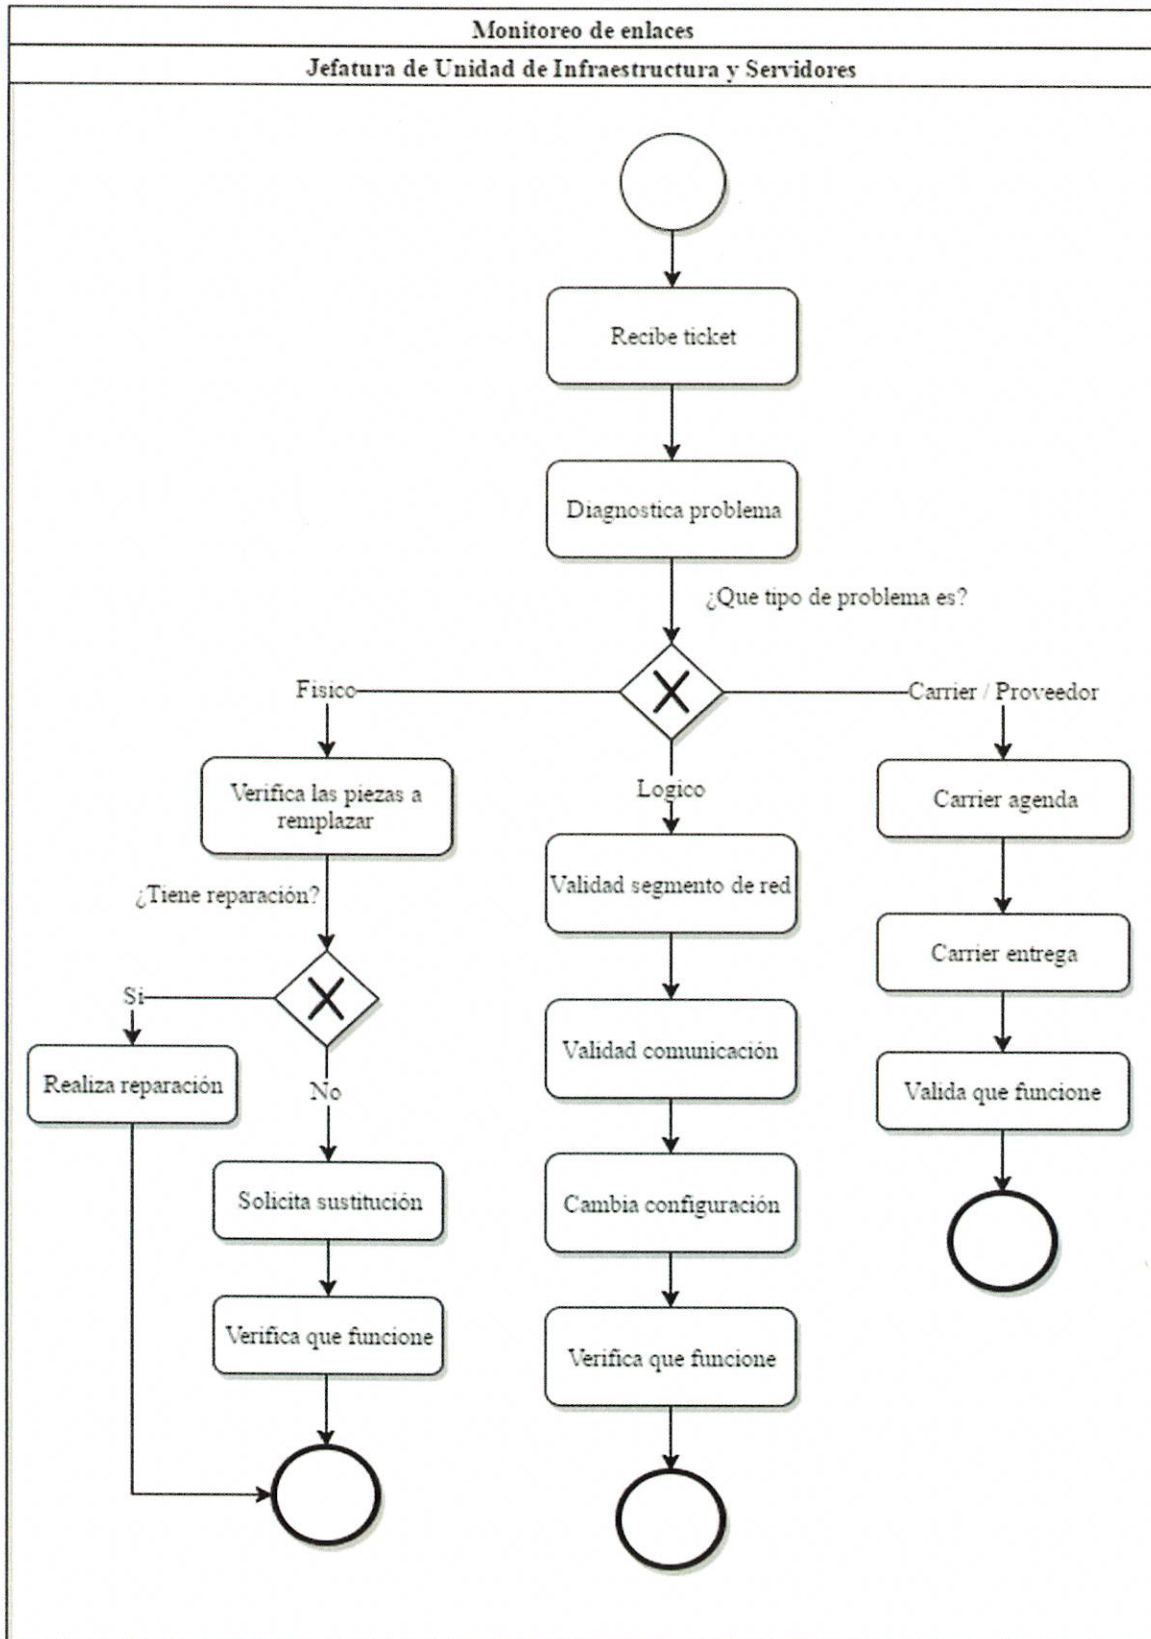 Monitoreo de enlaces
Jefatura de Unidad de Infraestructura y Servidores
Recibe ticket
Diagnostica problema
¿Que tipo de problema es?
Fisico
Carrier / Proveedor
Logico
Verifica las piezas a
remplazar
¿Tiene reparación?
Si
No
Realiza reparación
Solicita sustitución
Verifica que funcione
Validad segmento de red
Validad comunicación
Cambia configuración
Verifica que funcione
Carrier agenda
Carrier entrega
Valida que funcione